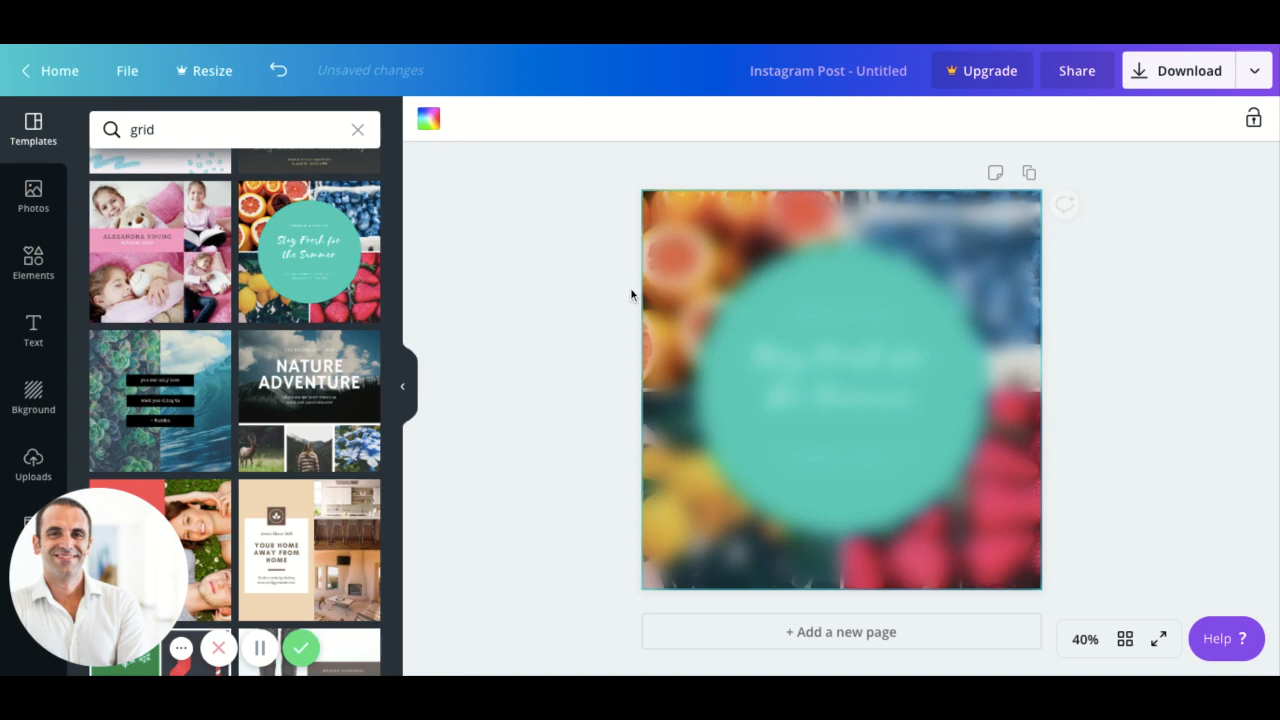 Home
File
Resize
Unsaved changes
Instagram Post - Untitled
Upgrade
Share
Download
Templates
grid
Photos
Elements
Text
Bkground
Uploads
ALEXANDRA YOUNG
Stay Fresh for
the Summer
NATURE
ADVENTURE
YOUR HOME
AWAY FROM
HOME
+ Add a new page
40%
Help ?